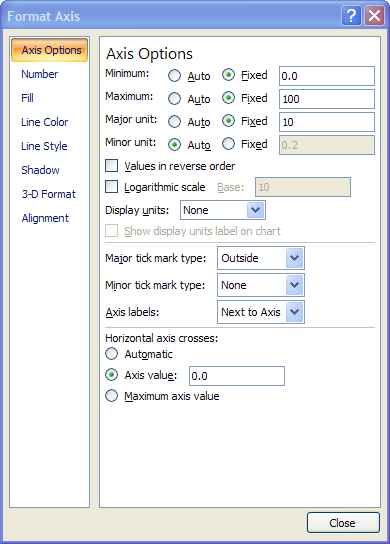 Format Axis
?
Axis Options
Number
Fill
Line Color
Line Style
Shadow
3-D Format
Alignment
Axis Options
Minimum: Auto Fixed 0.0
Maximum: Auto Fixed 100
Major unit: Auto Fixed 10
Minor unit: Auto Fixed 0.2
Values in reverse order
Logarithmic scale Base: 10
Display units: None
Show display units label on chart
Major tick mark type: Outside
Minor tick mark type: None
Axis labels: Next to Axis
Horizontal axis crosses:
Automatic
Axis value: 0.0
Maximum axis value
Close